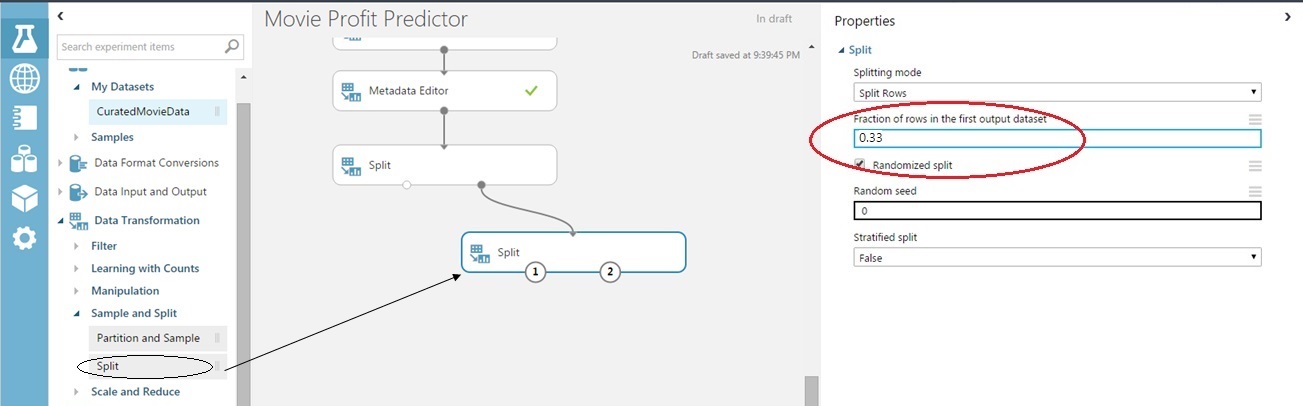 Search experiment items
My Datasets
CuratedMovieData
Samples
Data Format Conversions
Data Input and Output
Data Transformation
Filter
Learning with Counts
Manipulation
Sample and Split
Partition and Sample
Split
Scale and Reduce
Movie Profit Predictor
In draft
Draft saved at 9:39:45 PM
Metadata Editor
Split
Split
1
2
Properties
Split
Splitting mode
Split Rows
Fraction of rows in the first output dataset
0.33
Randomized split
Random seed
0
Stratified split
False